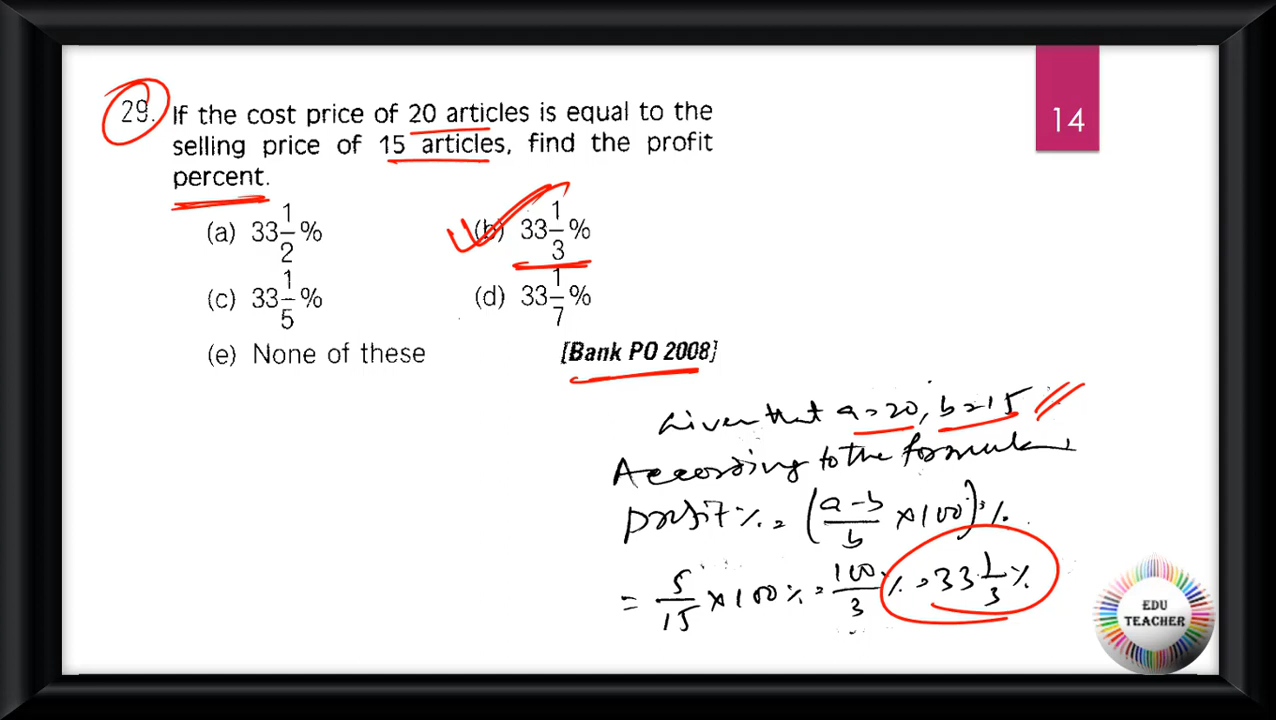 14
29. If the cost price of 20 articles is equal to the
selling price of 15 articles, find the profit
percent.
(a) 33 1/2 % (b) 33 1/3 %
(c) 33 1/5 % (d) 33 1/7 %
(e) None of these [Bank PO 2008]
Given that a=20, b=15
According to the formula,
profit % = (a-b/b × 100) %
= 5/15 × 100 % = 100/3 % = 33 1/3 %
EDU
TEACHER